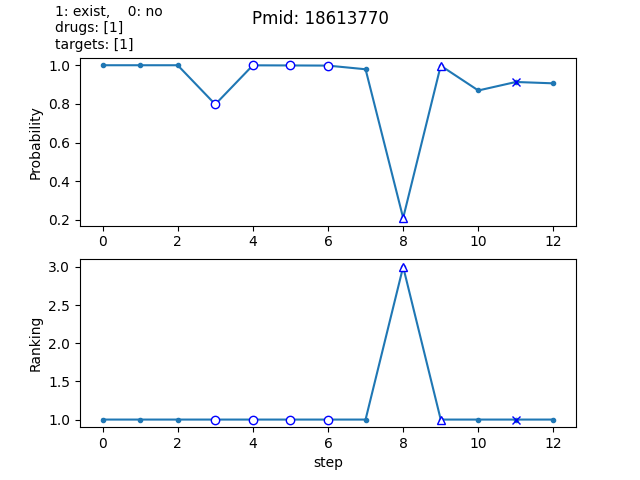 1: exist,    0: no
drugs: [1]
targets: [1]
Pmid: 18613770
1.0
0.8
0.6
0.4
0.2
Probability
0 2 4 6 8 10 12
3.0
2.5
2.0
1.5
1.0
Ranking
0 2 4 6 8 10 12
step